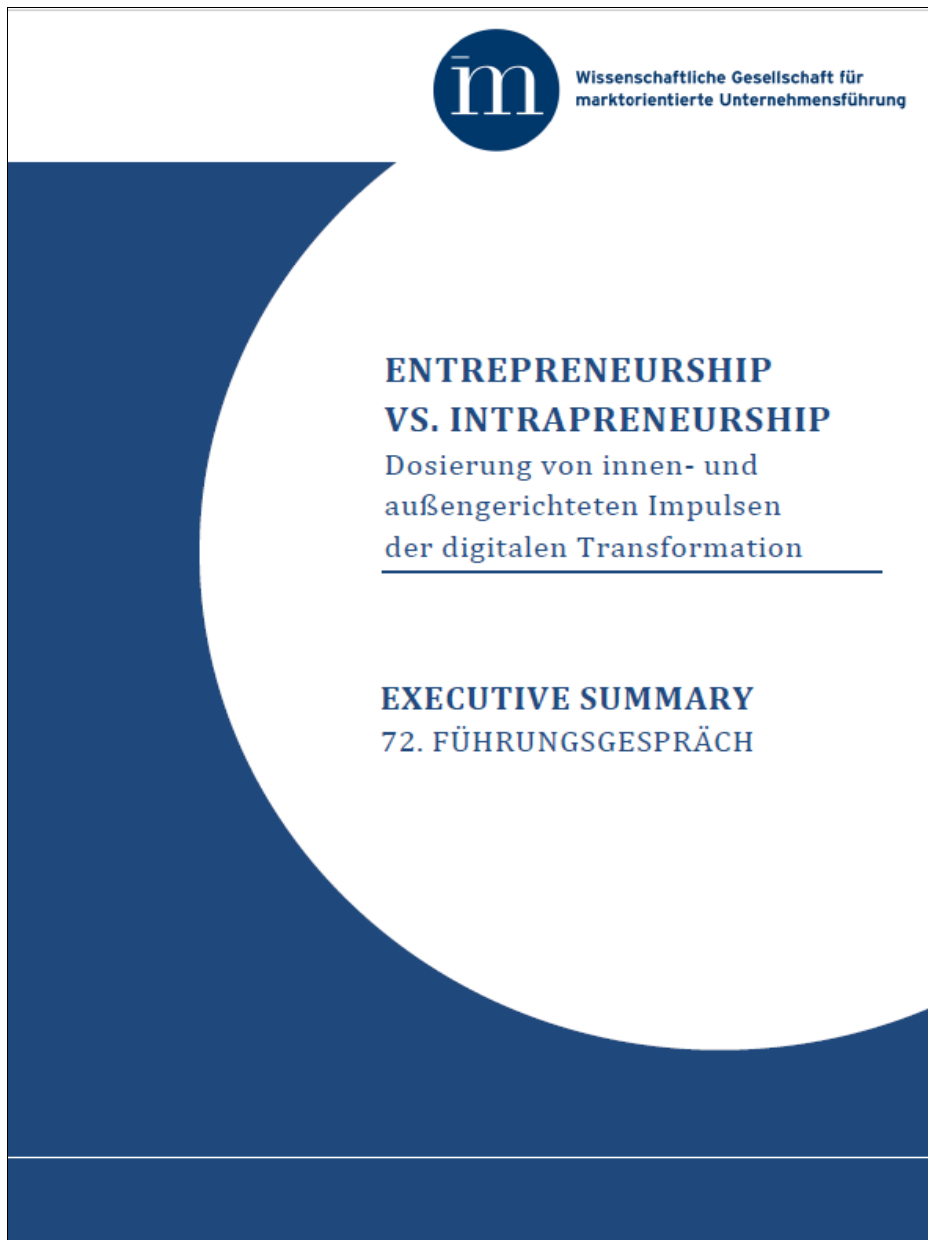 m
Wissenschaftliche Gesellschaft für
marktorientierte Unternehmensführung
ENTREPRENEURSHIP
VS. INTRAPRENEURSHIP
Dosierung von innen- und
außengerichteten Impulsen
der digitalen Transformation
EXECUTIVE SUMMARY
72. FÜHRUNGSGESPRÄCH